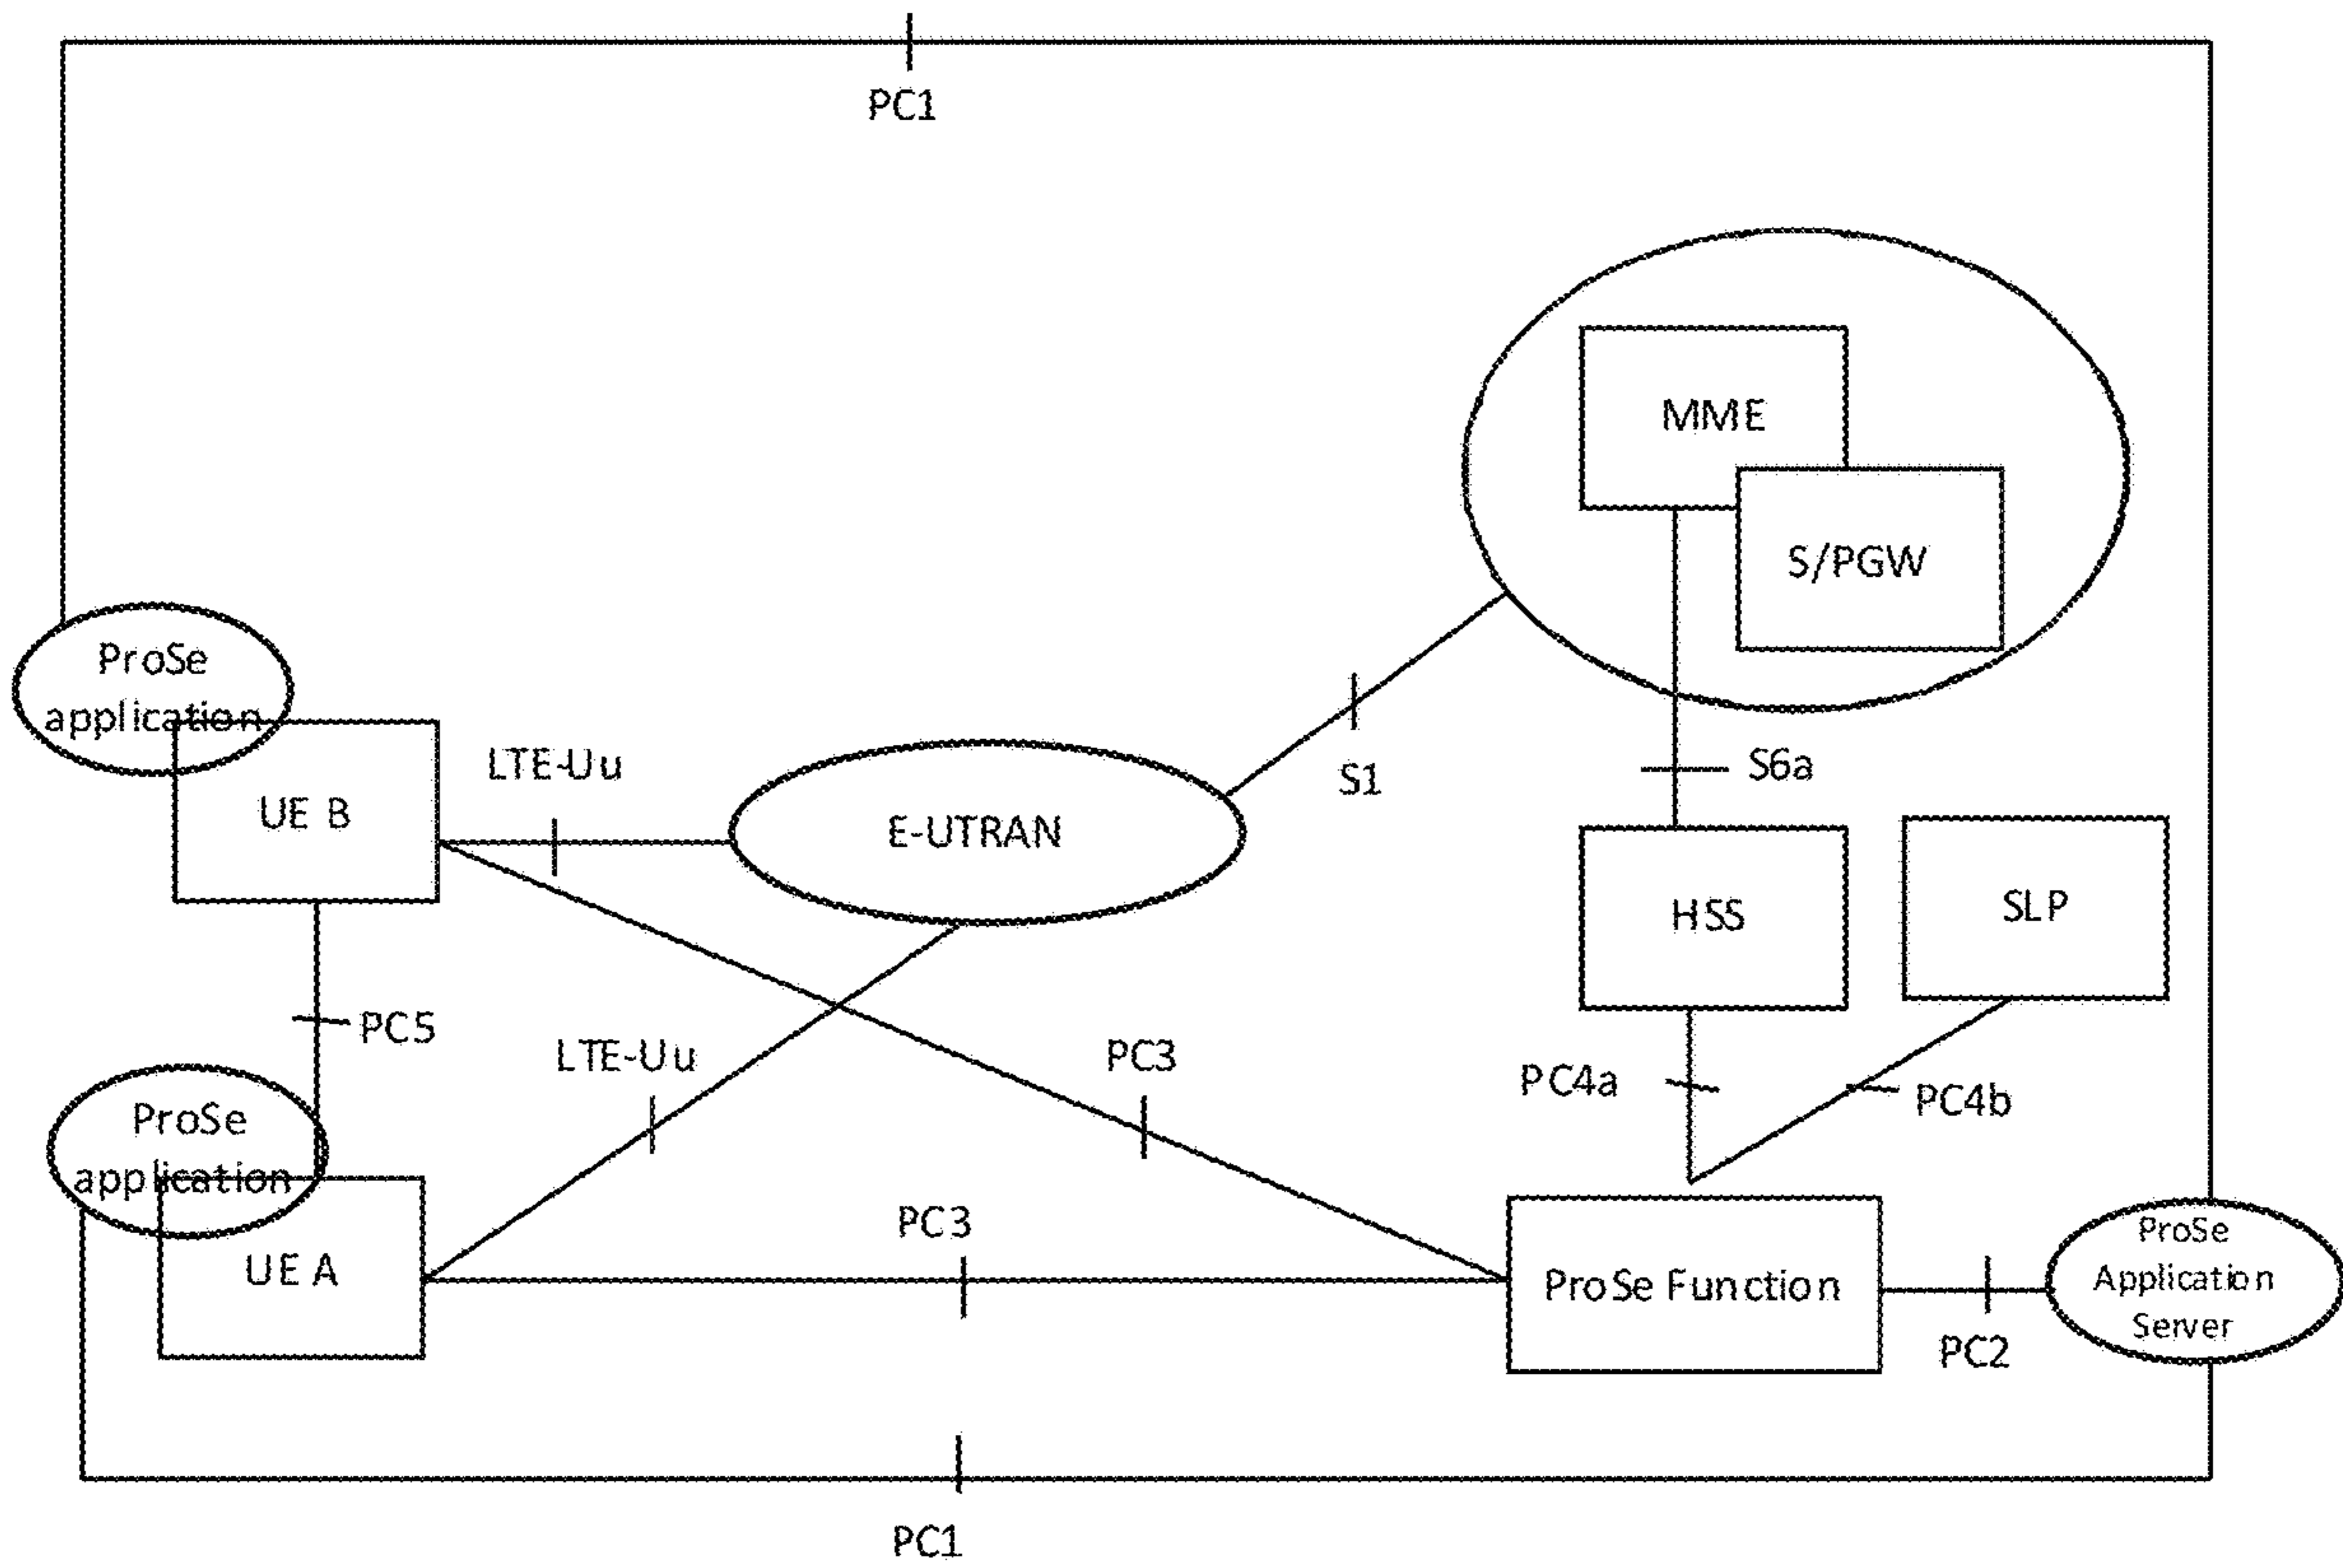 PC1
MME
S/PGW
ProSe
application
UE B
LTE-Uu
E-UTRAN
S1
S6a
HSS
SLP
PC5
LTE-Uu
PC3
PC4a
PC4b
ProSe
application
UE A
PC3
ProSe Function
PC2
ProSe
Application
Server
PC1